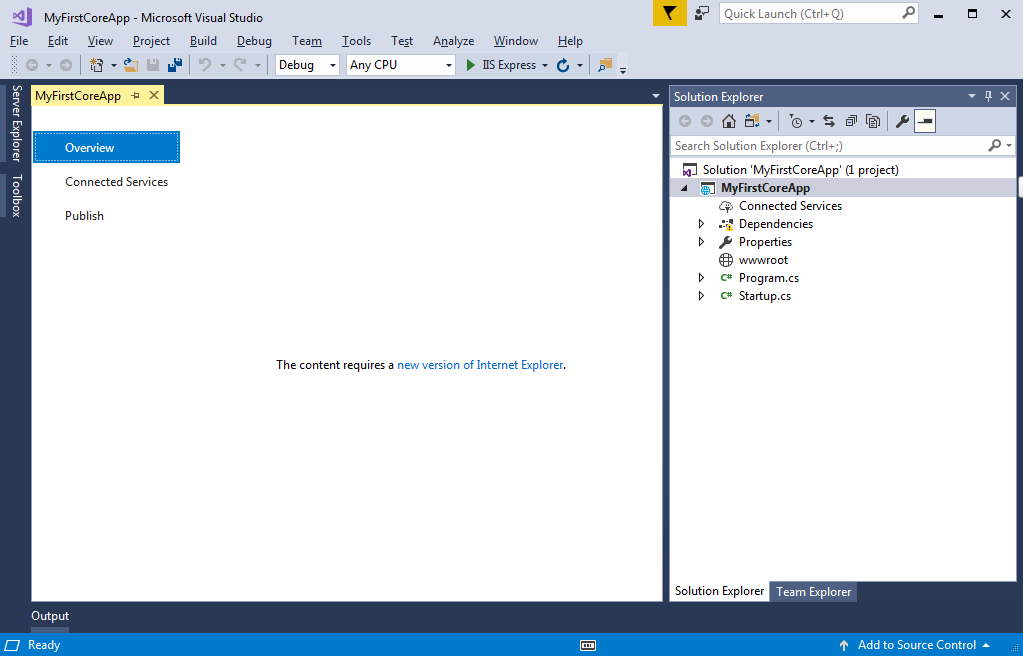 MyFirstCoreApp - Microsoft Visual Studio
Quick Launch (Ctrl+Q)
File Edit View Project Build Debug Team Tools Test Analyze Window Help
Debug Any CPU IIS Express
Server Explorer
Toolbox
MyFirstCoreApp
Overview
Connected Services
Publish
The content requires a new version of Internet Explorer.
Solution Explorer
Search Solution Explorer (Ctrl+;)
Solution 'MyFirstCoreApp' (1 project)
MyFirstCoreApp
Connected Services
Dependencies
Properties
wwwroot
C# Program.cs
C# Startup.cs
Solution Explorer Team Explorer
Output
Ready Add to Source Control